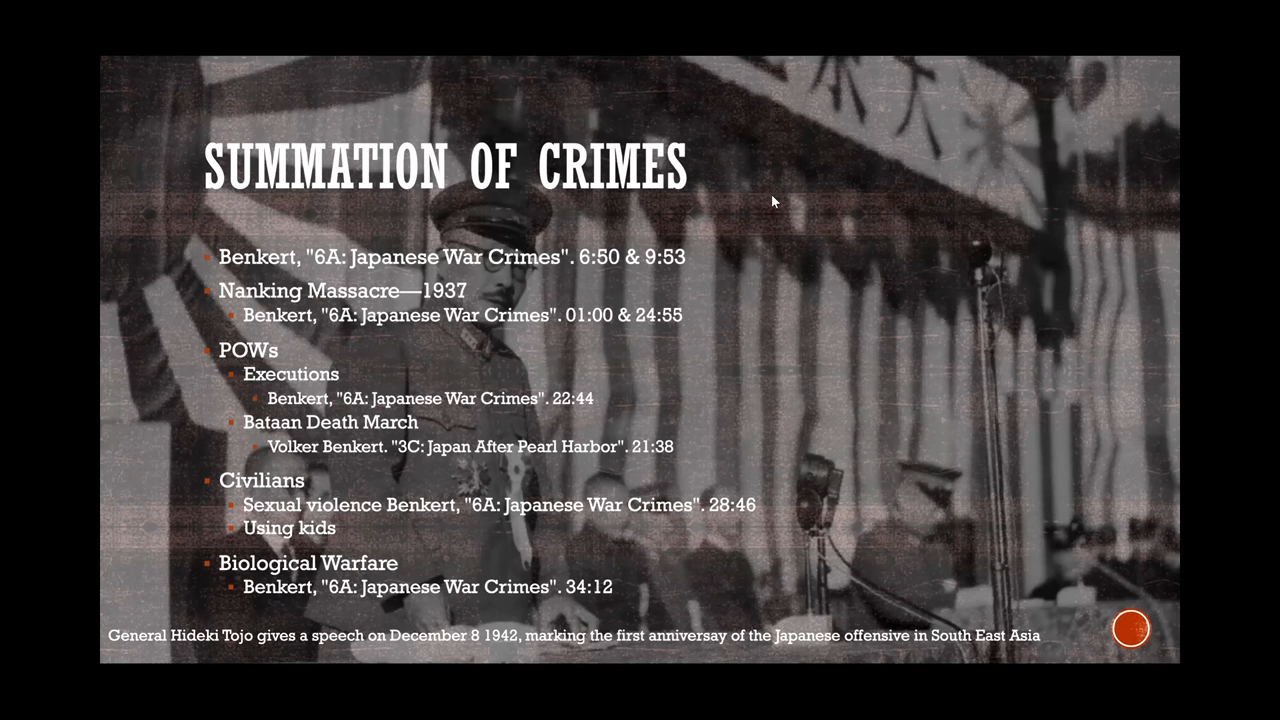 SUMMATION OF CRIMES
Benkert, "6A: Japanese War Crimes". 6:50 & 9:53
Nanking Massacre—1937
Benkert, "6A: Japanese War Crimes". 01:00 & 24:55
POWs
Executions
Benkert, "6A: Japanese War Crimes". 22:44
Bataan Death March
Volker Benkert. "3C: Japan After Pearl Harbor". 21:38
Civilians
Sexual violence Benkert, "6A: Japanese War Crimes". 28:46
Using kids
Biological Warfare
Benkert, "6A: Japanese War Crimes". 34:12
General Hideki Tojo gives a speech on December 8 1942, marking the first anniversay of the Japanese offensive in South East Asia